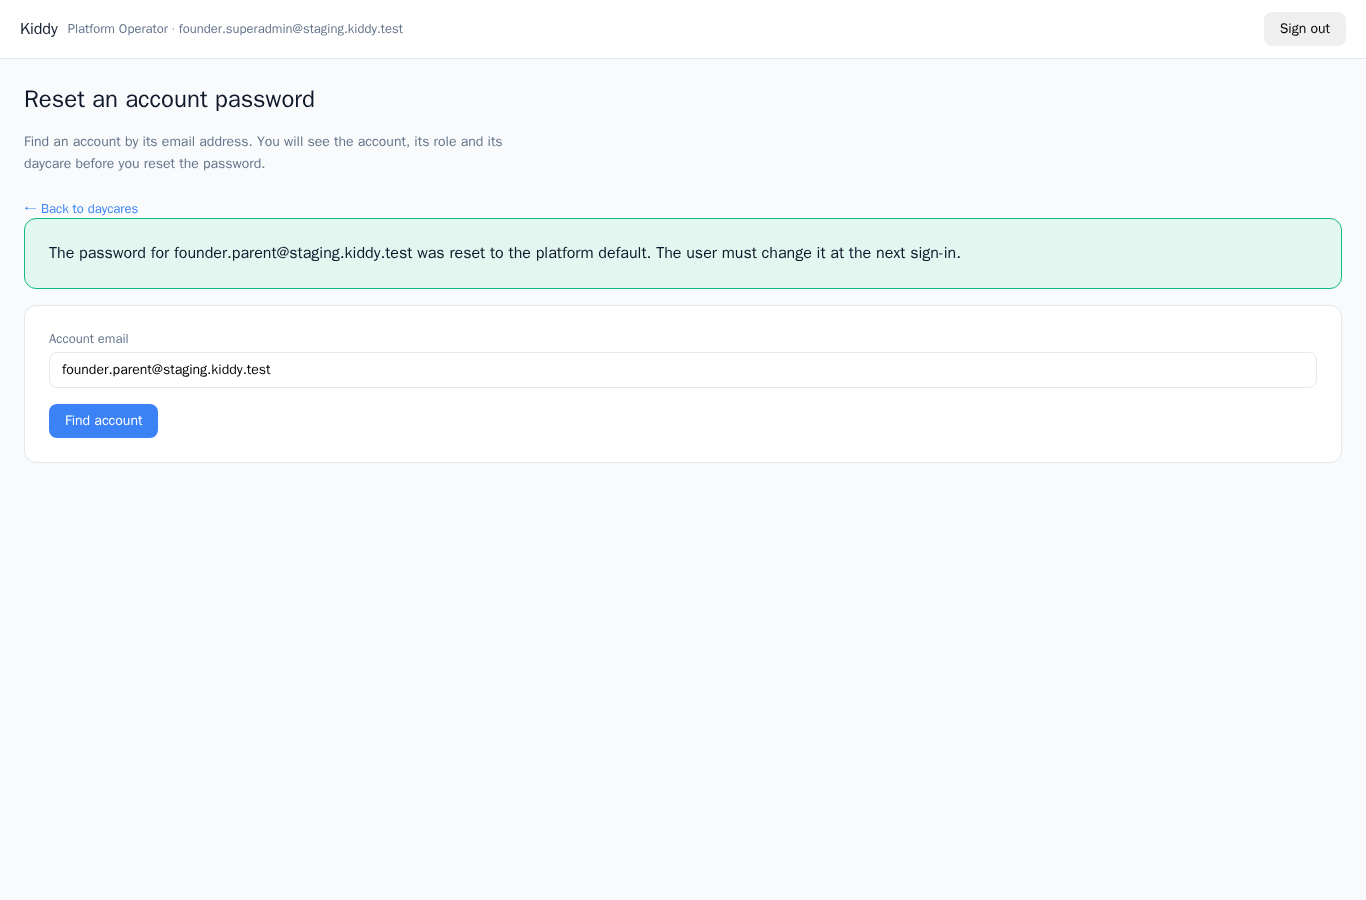 Kiddy Platform Operator · founder.superadmin@staging.kiddy.test
Sign out
Reset an account password
Find an account by its email address. You will see the account, its role and its
daycare before you reset the password.
← Back to daycares
The password for founder.parent@staging.kiddy.test was reset to the platform default. The user must change it at the next sign-in.
Account email
founder.parent@staging.kiddy.test
Find account